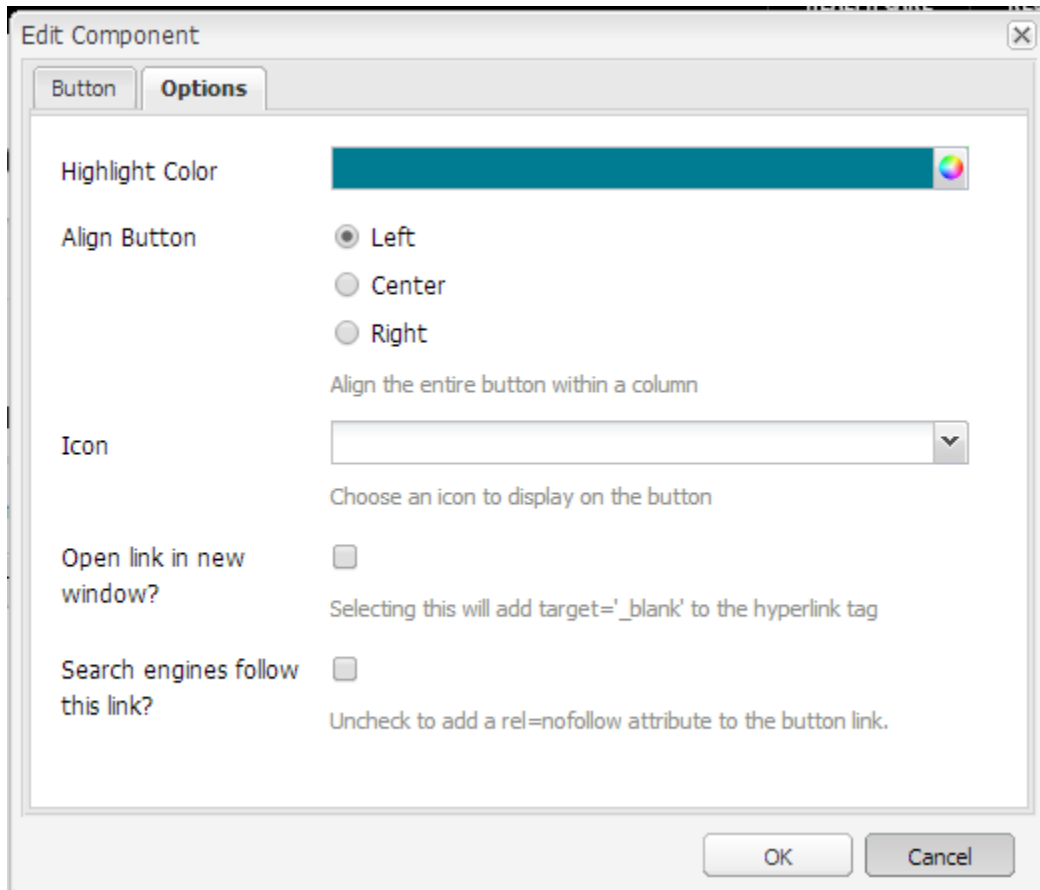 Edit Component
Button
Options
Highlight Color
Align Button
Left
Center
Right
Align the entire button within a column
Icon
Choose an icon to display on the button
Open link in new
window?
Selecting this will add target='_blank' to the hyperlink tag
Search engines follow
this link?
Uncheck to add a rel=nofollow attribute to the button link.
OK
Cancel